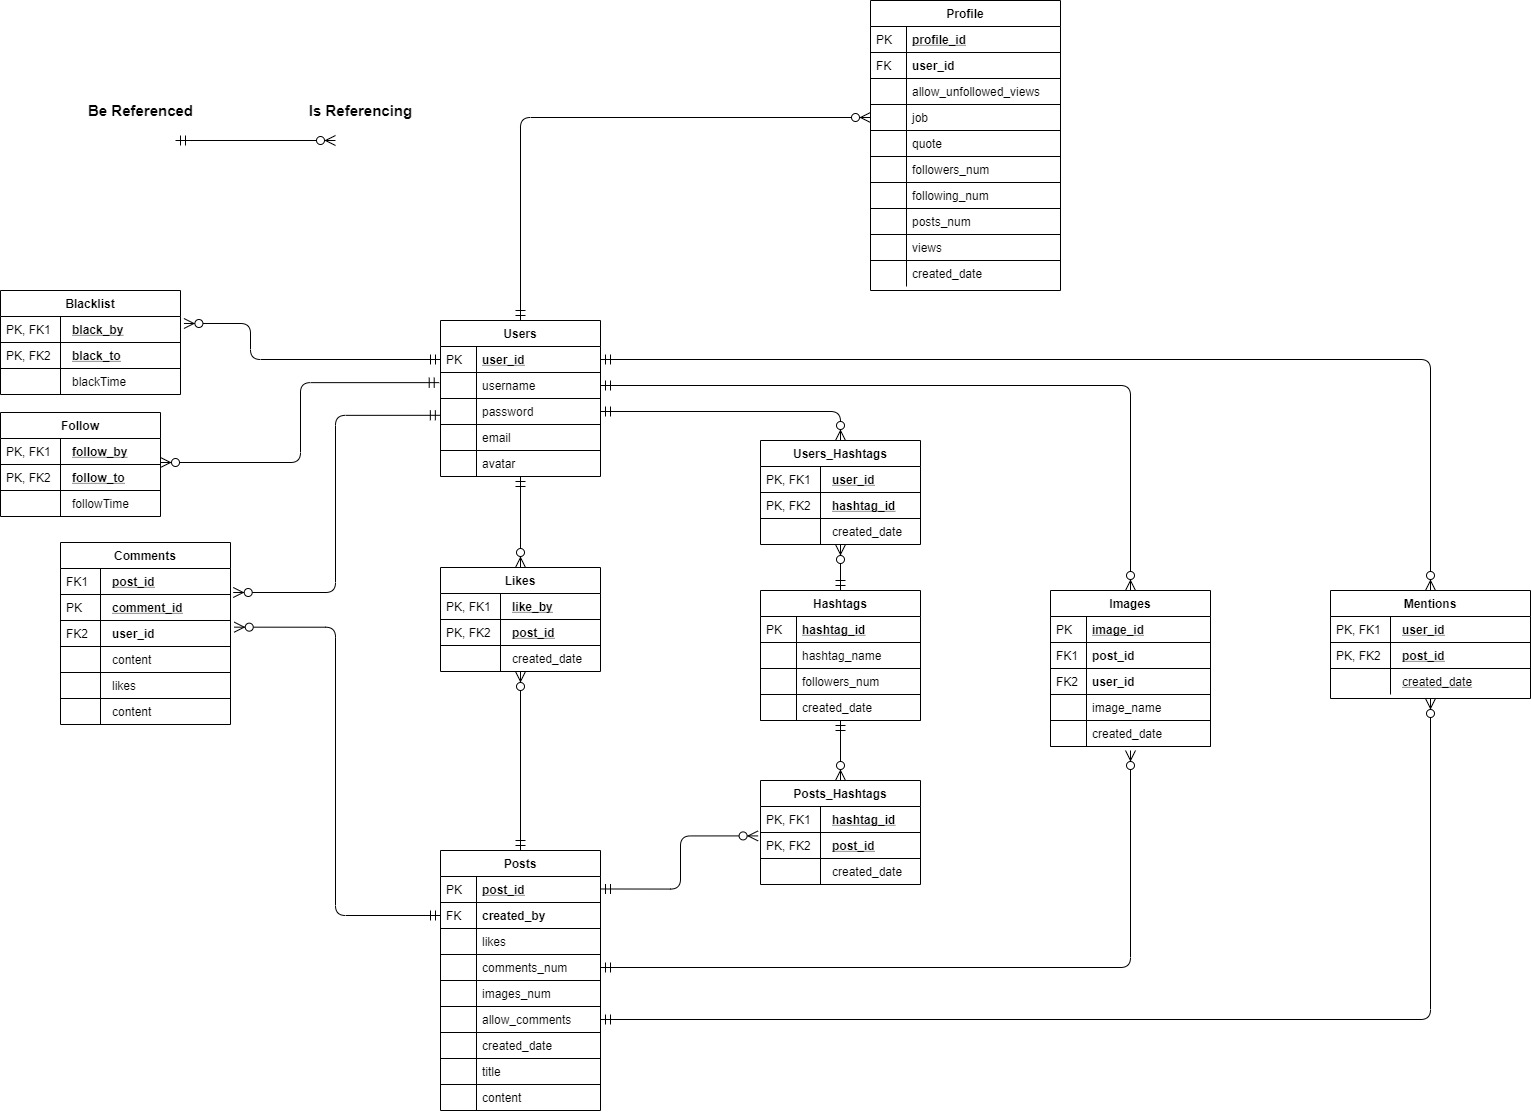 Profile
PK profile_id
FK user_id
allow_unfollowed_views
job
quote
followers_num
following_num
posts_num
views
created_date
Be Referenced
Is Referencing
Blacklist
PK, FK1 black_by
PK, FK2 black_to
blackTime
Users
PK user_id
username
password
email
avatar
Follow
PK, FK1 follow_by
PK, FK2 follow_to
followTime
Users_Hashtags
PK, FK1 user_id
PK, FK2 hashtag_id
created_date
Comments
FK1 post_id
PK comment_id
FK2 user_id
content
likes
content
Likes
PK, FK1 like_by
PK, FK2 post_id
created_date
Hashtags
PK hashtag_id
hashtag_name
followers_num
created_date
Images
PK image_id
FK1 post_id
FK2 user_id
image_name
created_date
Mentions
PK, FK1 user_id
PK, FK2 post_id
created_date
Posts_Hashtags
PK, FK1 hashtag_id
PK, FK2 post_id
created_date
Posts
PK post_id
FK created_by
likes
comments_num
images_num
allow_comments
created_date
title
content